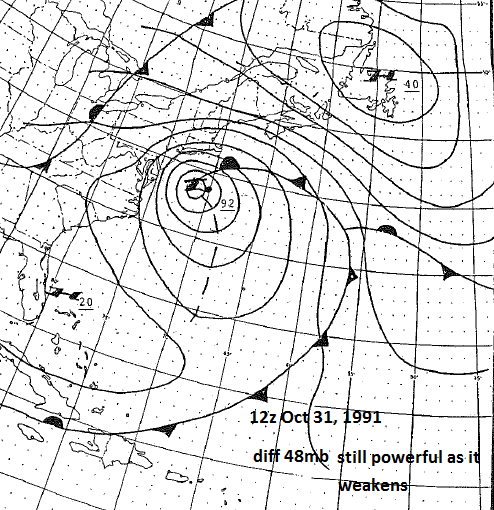 40
92
20
12z Oct 31, 1991
diff 48mb still powerful as it
weakens